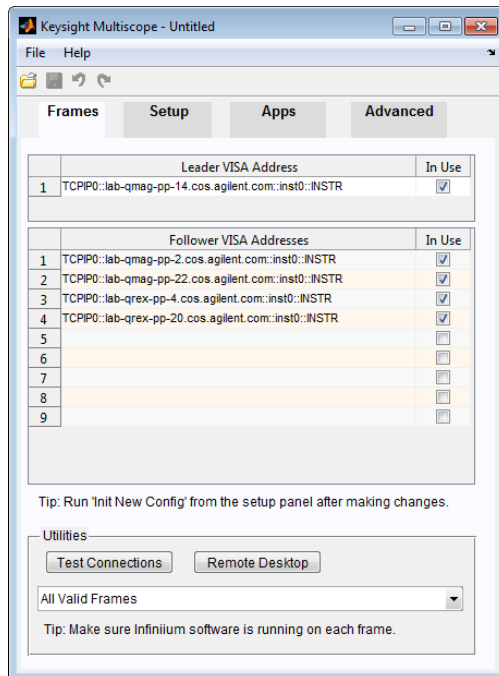 Keysight Multiscope - Untitled
File Help
Frames Setup Apps Advanced
Leader VISA Address In Use
1 TCPIP0::lab-qmag-pp-14.cos.agilent.com::inst0::INSTR
Follower VISA Addresses In Use
1 TCPIP0::lab-qmag-pp-2.cos.agilent.com::inst0::INSTR
2 TCPIP0::lab-qmag-pp-22.cos.agilent.com::inst0::INSTR
3 TCPIP0::lab-qrex-pp-4.cos.agilent.com::inst0::INSTR
4 TCPIP0::lab-qrex-pp-20.cos.agilent.com::inst0::INSTR
5
6
7
8
9
Tip: Run 'Init New Config' from the setup panel after making changes.
Utilities
Test Connections Remote Desktop
All Valid Frames
Tip: Make sure Infiniium software is running on each frame.